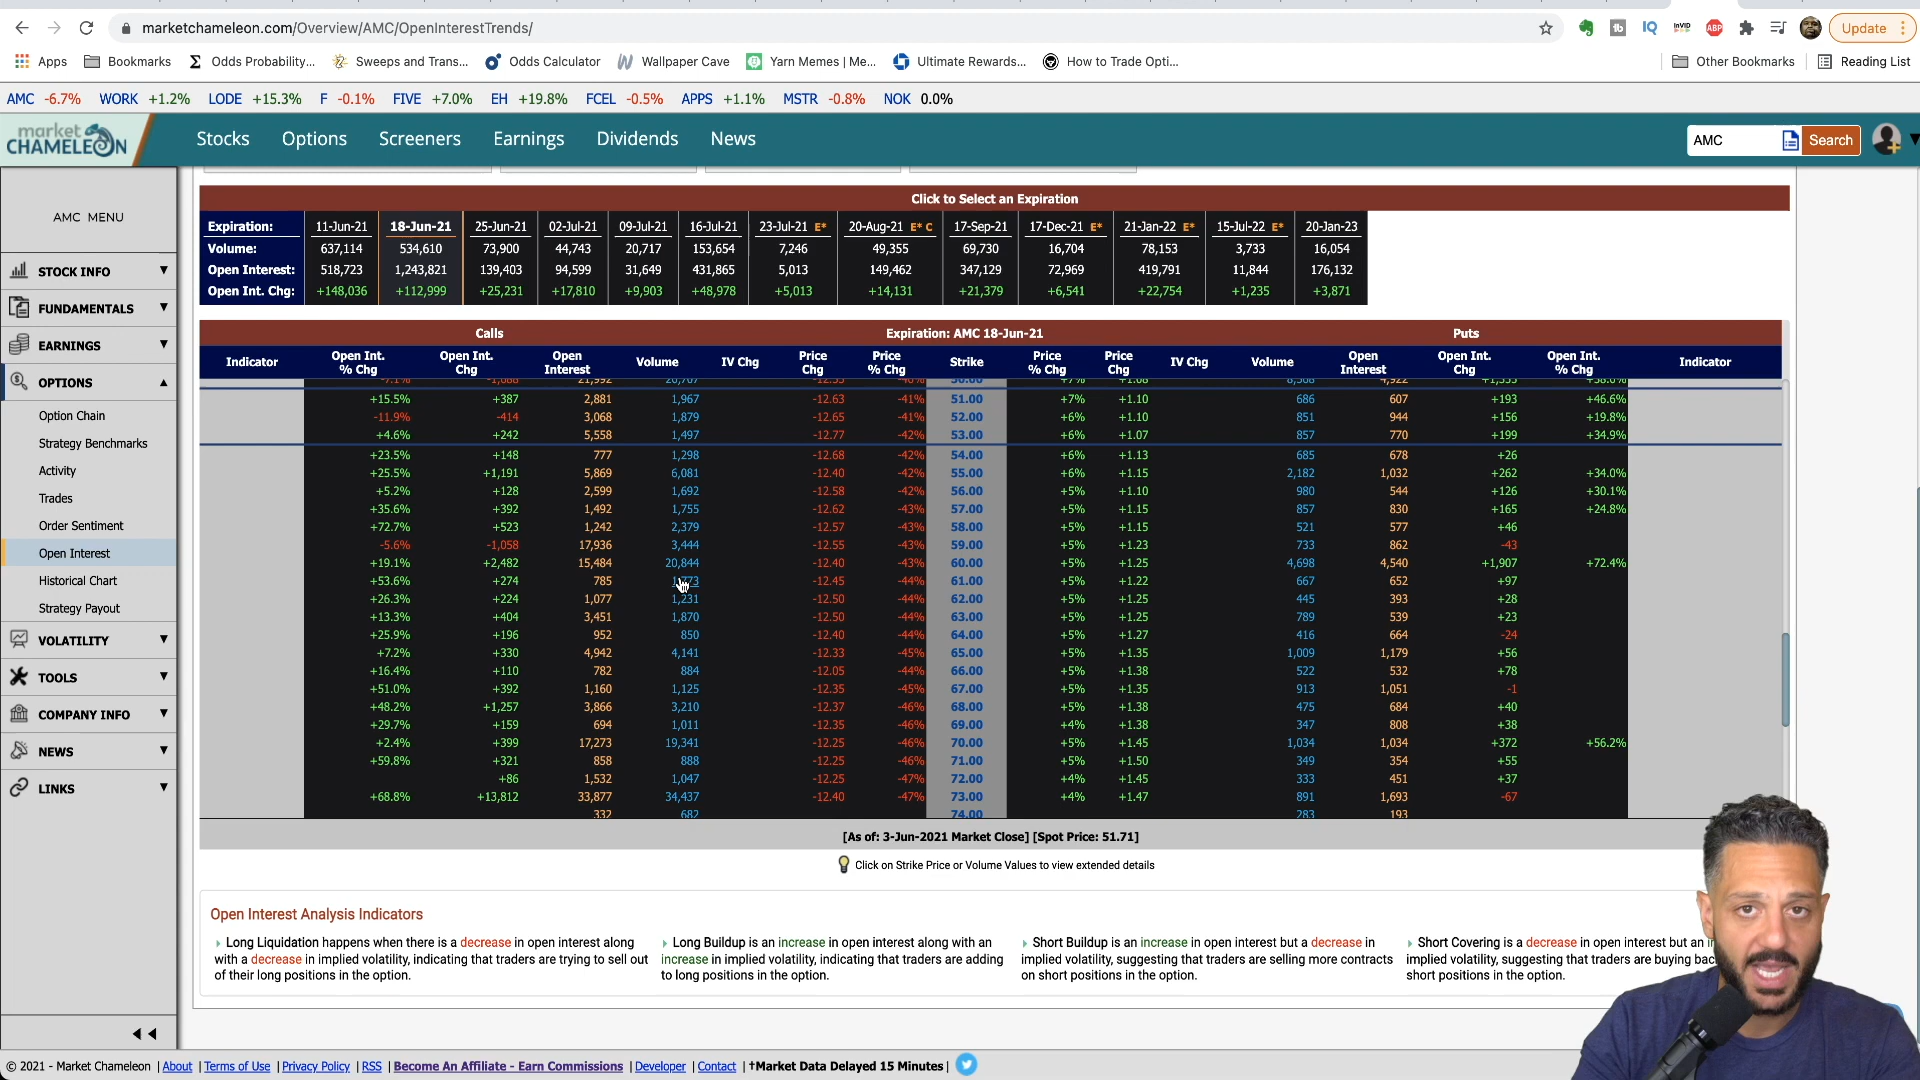 marketchameleon.com/Overview/AMC/OpenInterestTrends/ Update
Apps Bookmarks Odds Probability... Sweeps and Trans... Odds Calculator Wallpaper Cave Yarn Memes | Me... Ultimate Rewards... How to Trade Opti... Other Bookmarks Reading List
AMC -6.7% WORK +1.2% LODE +15.3% F -0.1% FIVE +7.0% EH +19.8% FCEL -0.5% APPS +1.1% MSTR -0.8% NOK 0.0%
market CHAMELEON Stocks Options Screeners Earnings Dividends News AMC Search
AMC MENU
STOCK INFO
FUNDAMENTALS
EARNINGS
OPTIONS
Option Chain
Strategy Benchmarks
Activity
Trades
Order Sentiment
Open Interest
Historical Chart
Strategy Payout
VOLATILITY
TOOLS
COMPANY INFO
NEWS
LINKS
Click to Select an Expiration
Expiration: 11-Jun-21 18-Jun-21 25-Jun-21 02-Jul-21 09-Jul-21 16-Jul-21 23-Jul-21 E* 20-Aug-21 E* C 17-Sep-21 17-Dec-21 E* 21-Jan-22 E* 15-Jul-22 E* 20-Jan-23
Volume: 637,114 534,610 73,900 44,743 20,717 153,654 7,246 49,355 69,730 16,704 78,153 3,733 16,054
Open Interest: 518,723 1,243,821 139,403 94,599 31,649 431,865 5,013 149,462 347,129 72,969 419,791 11,844 176,132
Open Int. Chg: +148,036 +112,999 +25,231 +17,810 +9,903 +48,978 +5,013 +14,131 +21,379 +6,541 +22,754 +1,235 +3,871
Calls Expiration: AMC 18-Jun-21 Puts
Indicator Open Int. % Chg Open Int. Chg Open Interest Volume IV Chg Price Chg Price % Chg Strike Price % Chg Price Chg IV Chg Volume Open Interest Open Int. Chg Open Int. % Chg Indicator
+15.5% +387 2,881 1,967 -12.63 -41% 51.00 +7% +1.10 686 607 +193 +46.6%
-11.9% -414 3,068 1,879 -12.65 -41% 52.00 +6% +1.10 851 944 +156 +19.8%
+4.6% +242 5,558 1,497 -12.77 -42% 53.00 +6% +1.07 857 770 +199 +34.9%
+23.5% +148 777 1,298 -12.68 -42% 54.00 +6% +1.13 685 678 +26
+25.5% +1,191 5,869 6,081 -12.40 -42% 55.00 +6% +1.15 2,182 1,032 +262 +34.0%
+5.2% +128 2,599 1,692 -12.58 -42% 56.00 +5% +1.10 980 544 +126 +30.1%
+35.6% +392 1,492 1,755 -12.62 -43% 57.00 +5% +1.15 857 830 +165 +24.8%
+72.7% +523 1,242 2,379 -12.57 -43% 58.00 +5% +1.15 521 577 +46
-5.6% -1,058 17,936 3,444 -12.55 -43% 59.00 +5% +1.23 733 862 -43
+19.1% +2,482 15,484 20,844 -12.40 -43% 60.00 +5% +1.25 4,698 4,540 +1,907 +72.4%
+53.6% +274 785 -12.45 -44% 61.00 +5% +1.22 667 652 +97
+26.3% +224 1,077 1,231 -12.50 -44% 62.00 +5% +1.25 445 393 +28
+13.3% +404 3,451 1,870 -12.50 -44% 63.00 +5% +1.25 789 539 +23
+25.9% +196 952 850 -12.40 -44% 64.00 +5% +1.27 416 664 -24
+7.2% +330 4,942 4,141 -12.33 -45% 65.00 +5% +1.35 1,009 1,179 +56
+16.4% +110 782 884 -12.05 -44% 66.00 +5% +1.38 522 532 +78
+51.0% +392 1,160 1,125 -12.35 -45% 67.00 +5% +1.35 913 1,051 -1
+48.2% +1,257 3,866 3,210 -12.37 -46% 68.00 +5% +1.38 475 684 +40
+29.7% +159 694 1,011 -12.35 -46% 69.00 +4% +1.38 347 808 +38
+2.4% +399 17,273 19,341 -12.25 -46% 70.00 +5% +1.45 1,034 1,034 +372 +56.2%
+59.8% +321 858 888 -12.25 -46% 71.00 +5% +1.50 349 354 +55
+86 1,532 1,047 -12.25 -47% 72.00 +4% +1.45 333 451 +37
+68.8% +13,812 33,877 34,437 -12.40 -47% 73.00 +4% +1.47 891 1,693 -67
332 682 74.00 283 193
[As of: 3-Jun-2021 Market Close] [Spot Price: 51.71]
Click on Strike Price or Volume Values to view extended details
Open Interest Analysis Indicators
Long Liquidation happens when there is a decrease in open interest along
with a decrease in implied volatility, indicating that traders are trying to sell out
of their long positions in the option.
Long Buildup is an increase in open interest along with an
increase in implied volatility, indicating that traders are adding
to long positions in the option.
Short Buildup is an increase in open interest but a decrease in
implied volatility, suggesting that traders are selling more contracts
on short positions in the option.
Short Covering is a decrease in open interest but an
implied volatility, suggesting that traders are buying
short positions in the option.
© 2021 - Market Chameleon | About | Terms of Use | Privacy Policy | RSS | Become An Affiliate - Earn Commissions | Developer | Contact | †Market Data Delayed 15 Minutes |